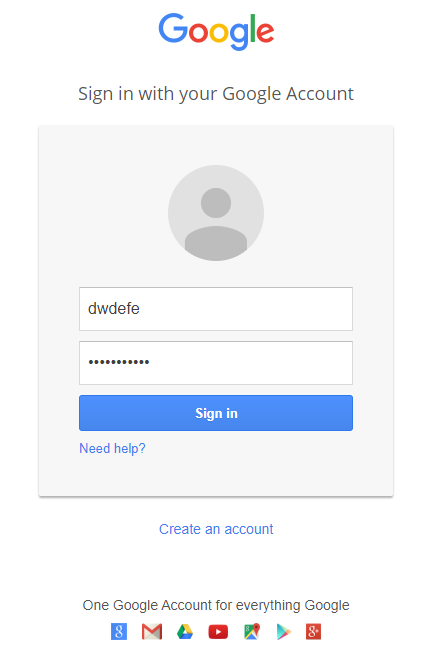 Google
Sign in with your Google Account
dwdefe
•••••••••••
Sign in
Need help?
Create an account
One Google Account for everything Google